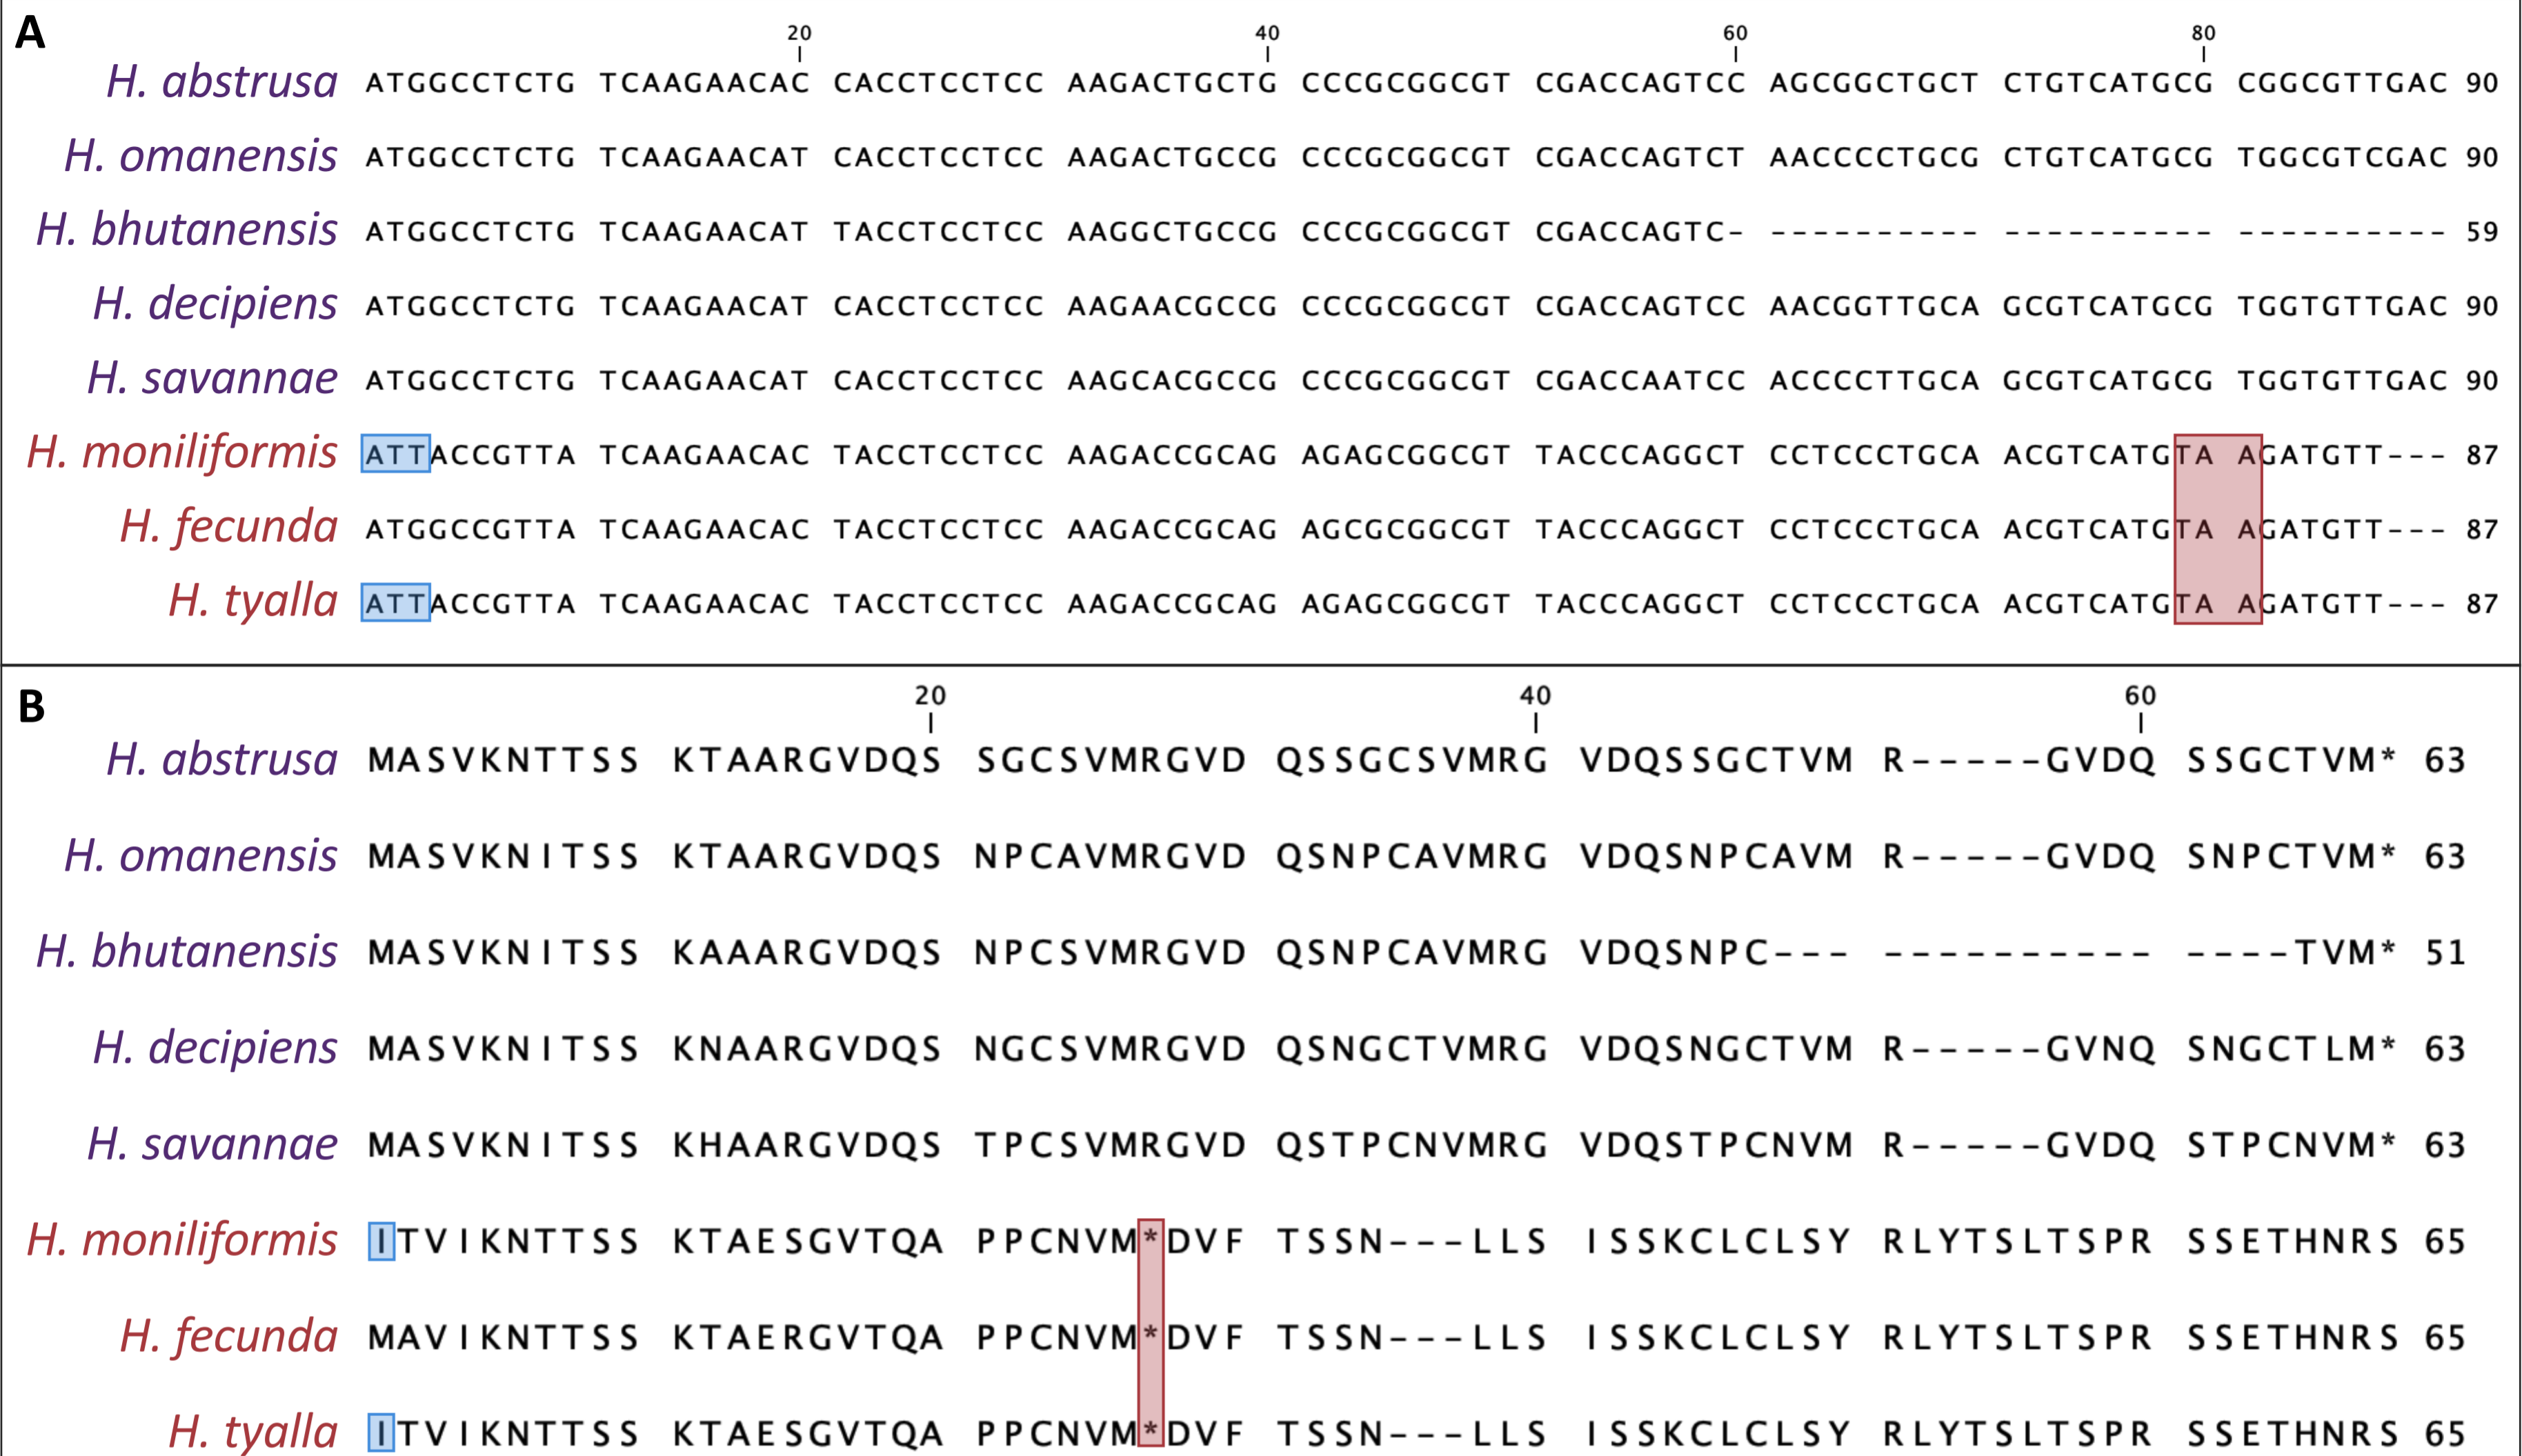 A
20 40 60 80
H. abstrusa ATGGCCTCTG TCAAGAACAC CACCTCCTCC AAGACTGCTG CCCGCGGCGT CGACCAGTCC AGCGGCTGCT CTGTCATGCG CGGCGTTGAC 90
H. omanensis ATGGCCTCTG TCAAGAACAT CACCTCCTCC AAGACTGCCG CCCGCGGCGT CGACCAGTCT AACCCCTGCG CTGTCATGCG TGGCGTCGAC 90
H. bhutanensis ATGGCCTCTG TCAAGAACAT TACCTCCTCC AAGGCTGCCG CCCGCGGCGT CGACCAGTC- ---------- ---------- ---------- 59
H. decipiens ATGGCCTCTG TCAAGAACAT CACCTCCTCC AAGAACGCCG CCCGCGGCGT CGACCAGTCC AACGGTTGCA GCGTCATGCG TGGTGTTGAC 90
H. savannae ATGGCCTCTG TCAAGAACAT CACCTCCTCC AAGCACGCCG CCCGCGGCGT CGACCAATCC ACCCCTTGCA GCGTCATGCG TGGTGTTGAC 90
H. moniliformis ATTACCGTTA TCAAGAACAC TACCTCCTCC AAGACCGCAG AGAGCGGCGT TACCCAGGCT CCTCCCTGCA ACGTCATGTA AGATGTT--- 87
H. fecunda ATGGCCGTTA TCAAGAACAC TACCTCCTCC AAGACCGCAG AGCGCGGCGT TACCCAGGCT CCTCCCTGCA ACGTCATGTA AGATGTT--- 87
H. tyalla ATTACCGTTA TCAAGAACAC TACCTCCTCC AAGACCGCAG AGAGCGGCGT TACCCAGGCT CCTCCCTGCA ACGTCATGTA AGATGTT--- 87
B
20 40 60
H. abstrusa MASVKNTTSS KTAARGVDQS SGCSVMRGVD QSSGCSVMRG VDQSSGCTVM R-----GVDQ SSGCTVM* 63
H. omanensis MASVKNITSS KTAARGVDQS NPCAVMRGVD QSNPCAVMRG VDQSNPCAVM R-----GVDQ SNPCTVM* 63
H. bhutanensis MASVKNITSS KAAARGVDQS NPCSVMRGVD QSNPCAVMRG VDQSNPC--- ---------- ----TVM* 51
H. decipiens MASVKNITSS KNAARGVDQS NGCSVMRGVD QSNGCTVMRG VDQSNGCTVM R-----GVNQ SNGCTLM* 63
H. savannae MASVKNITSS KHAARGVDQS TPCSVMRGVD QSTPCNVMRG VDQSTPCNVM R-----GVDQ STPCNVM* 63
H. moniliformis ITVIKNTTSS KTAESGVTQA PPCNVM*DVF TSSN---LLS ISSKCLCLSY RLYTSLTSPR SSETHNRS 65
H. fecunda MAVIKNTTSS KTAERGVTQA PPCNVM*DVF TSSN---LLS ISSKCLCLSY RLYTSLTSPR SSETHNRS 65
H. tyalla ITVIKNTTSS KTAESGVTQA PPCNVM*DVF TSSN---LLS ISSKCLCLSY RLYTSLTSPR SSETHNRS 65